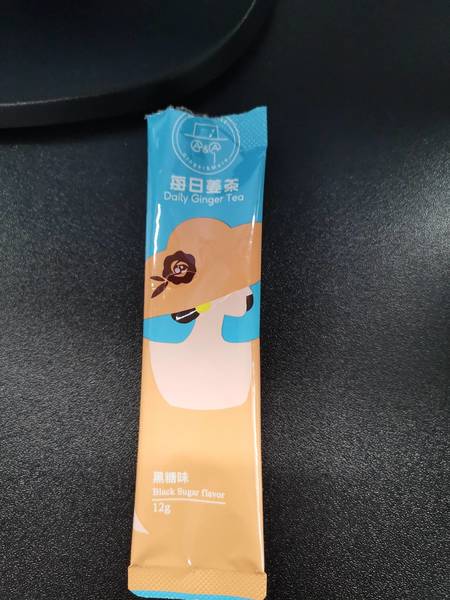 A&A
每日姜茶
Daily Ginger Tea
黑糖味
Black Sugar flavor
12g